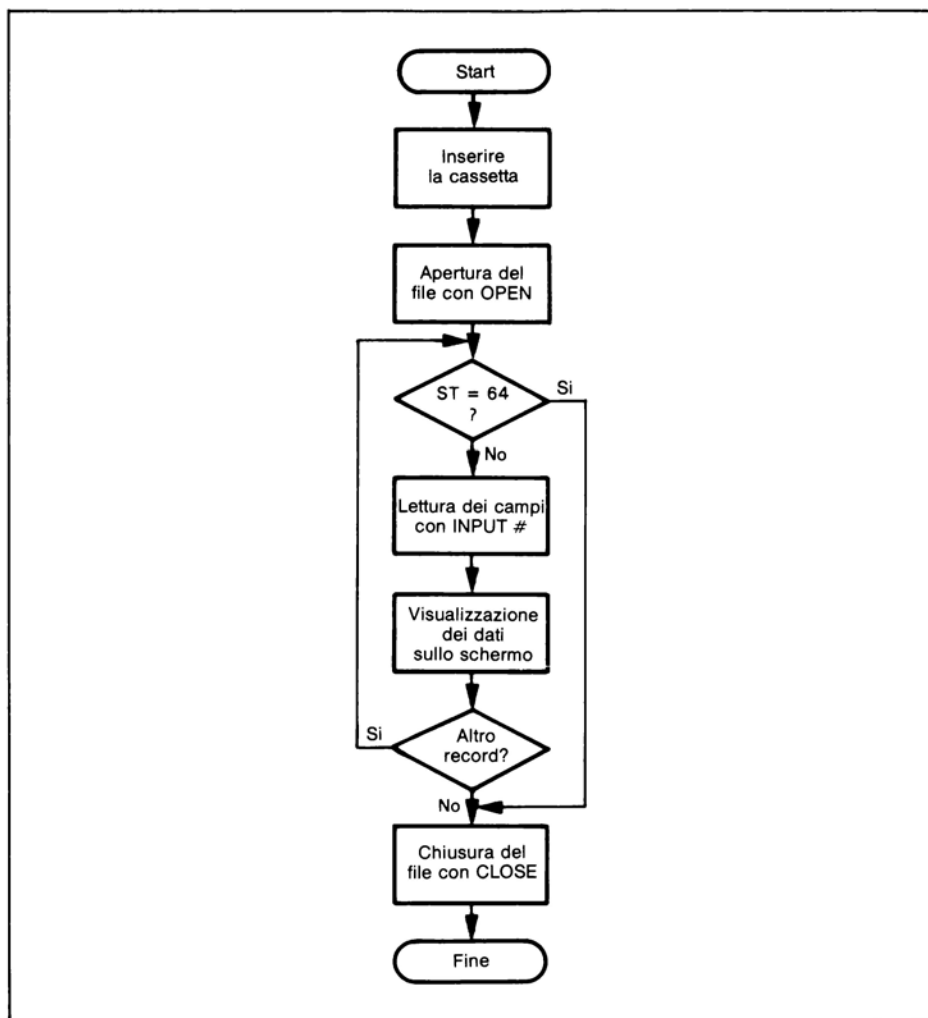 Start
Inserire
la cassetta
Apertura del
file con OPEN
ST = 64
?
Si
No
Lettura dei campi
con INPUT #
Visualizzazione
dei dati
sullo schermo
Altro
record?
Si
No
Chiusura del
file con CLOSE
Fine